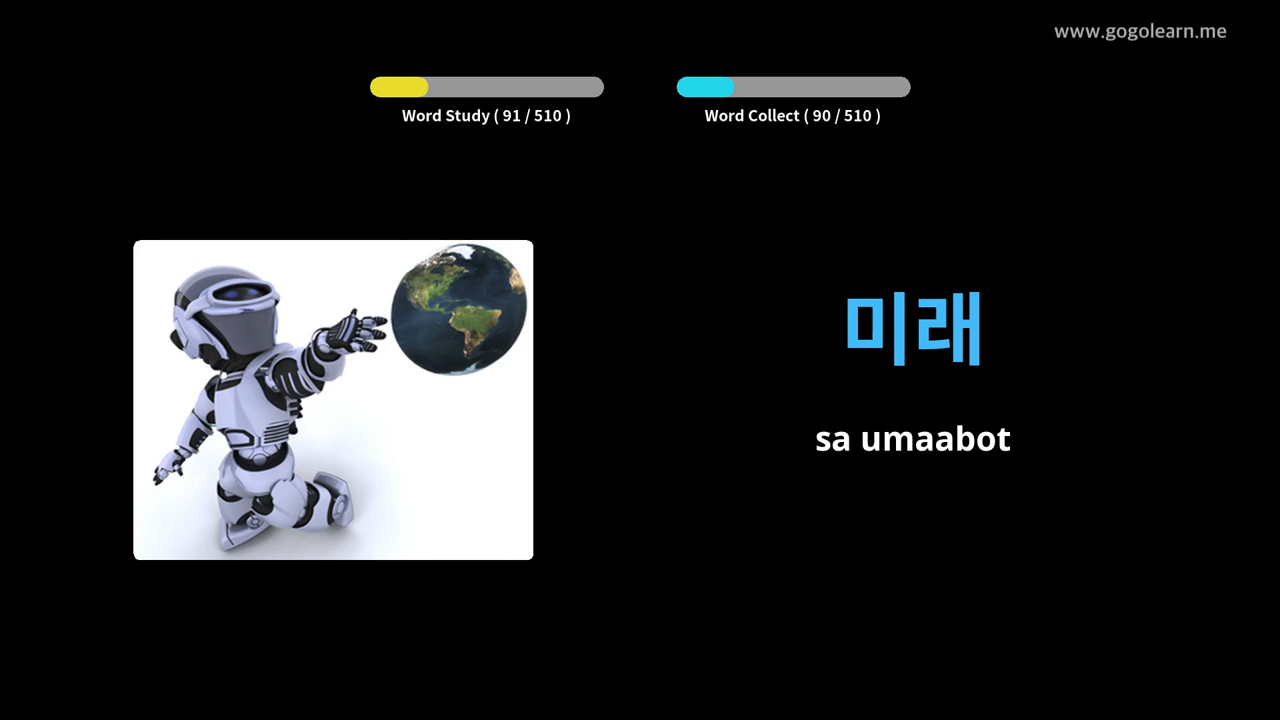 www.gogolearn.me
Word Study ( 91 / 510 )
Word Collect ( 90 / 510 )
미래
sa umaabot